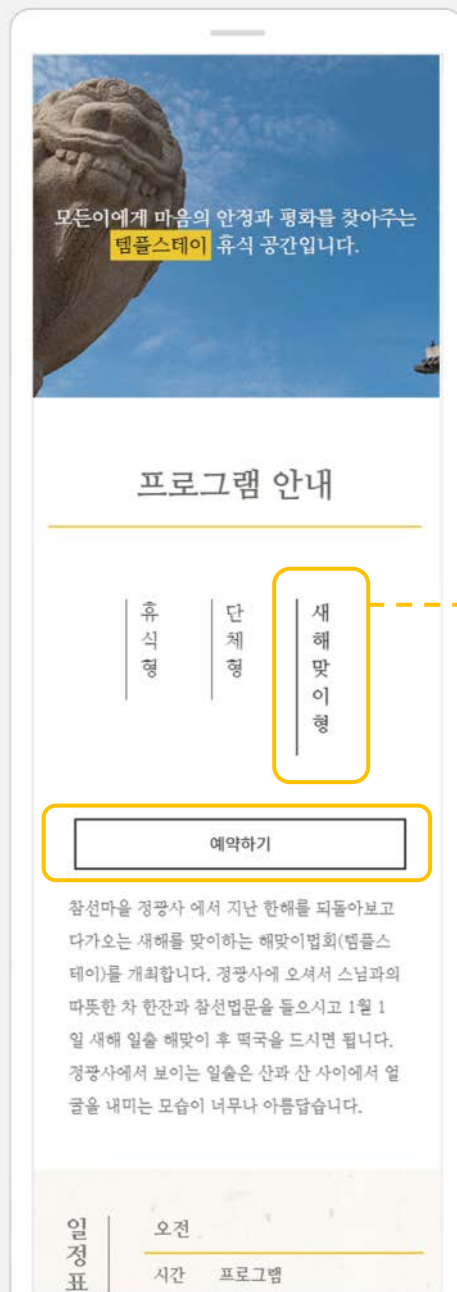 모든이에게 마음의 안정과 평화를 찾아주는
템플스테이 휴식 공간입니다.
프로그램 안내
휴식형
단체형
새해맞이형
예약하기
참선마을 정광사 에서 지난 한해를 되돌아보고
다가오는 새해를 맞이하는 해맞이법회(템플스
테이)를 개최합니다. 정광사에 오셔서 스님과의
따뜻한 차 한잔과 참선법문을 들으시고 1월 1
일 새해 일출 해맞이 후 떡국을 드시면 됩니다.
정광사에서 보이는 일출은 산과 산 사이에서 얼
굴을 내미는 모습이 너무나 아름답습니다.
일정표
오전
시간 프로그램